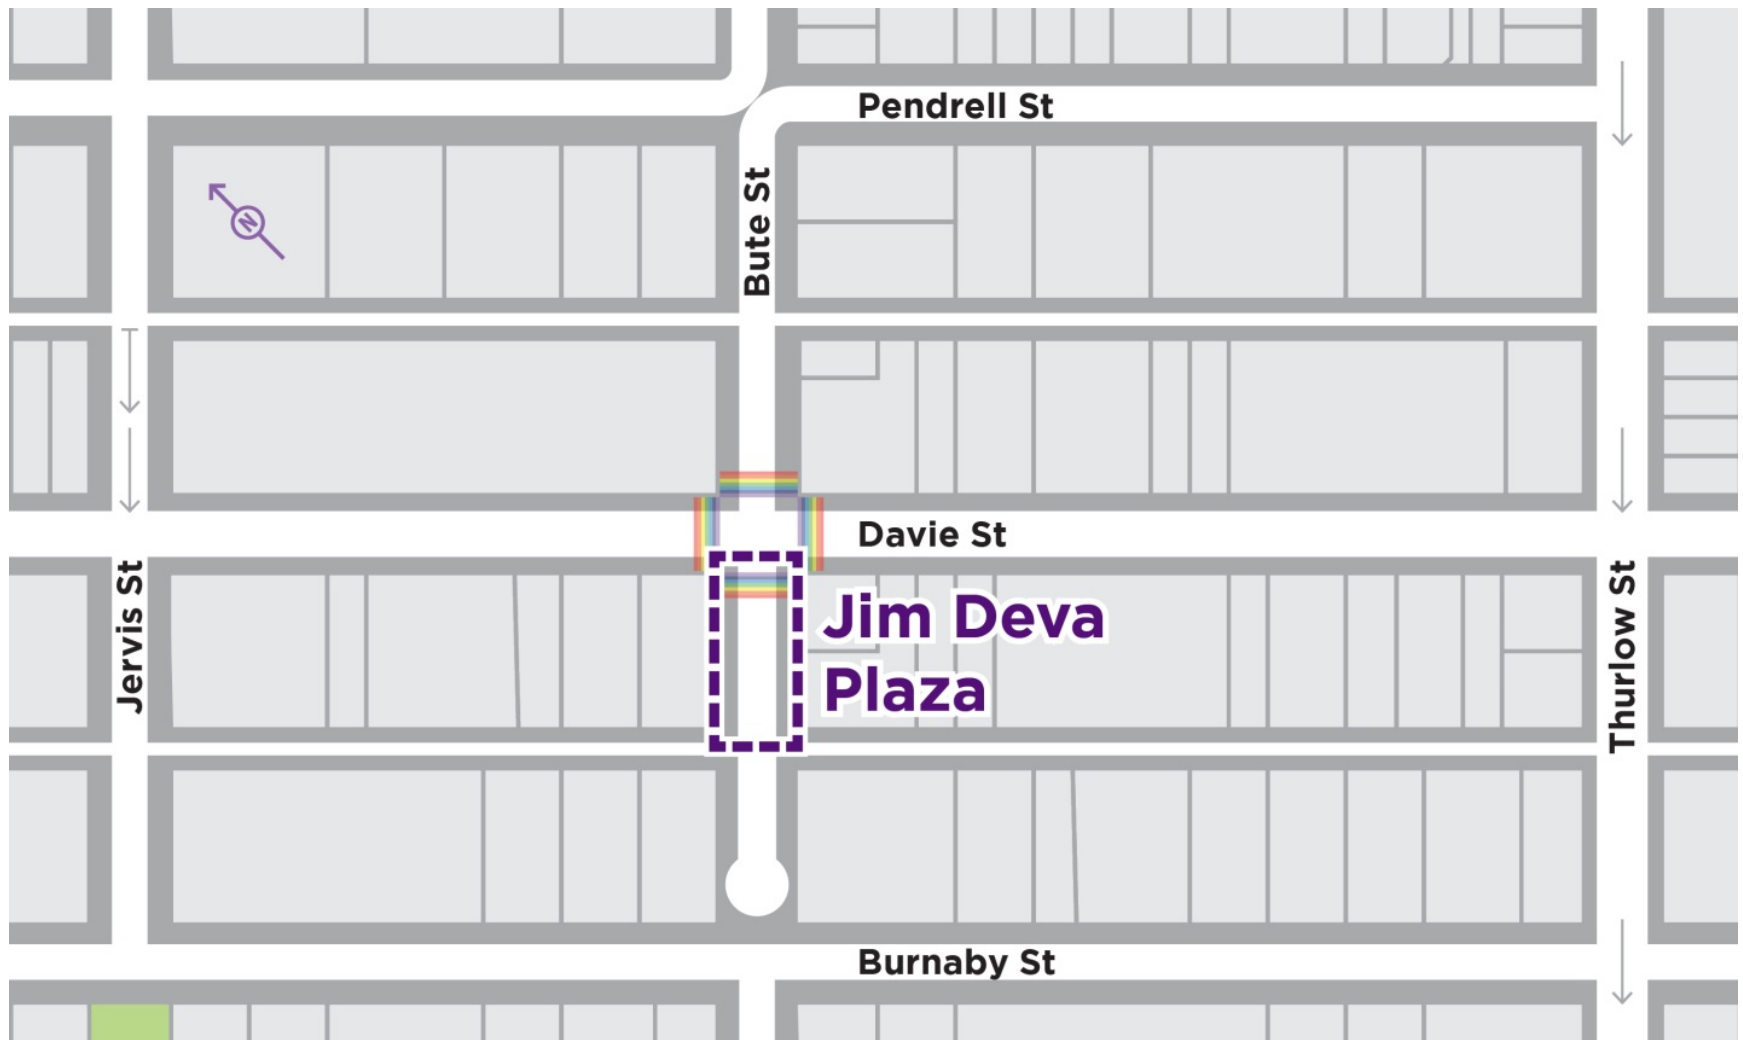 Pendrell St
Bute St
N
Davie St
Jervis St
Jim Deva
Plaza
Thurlow St
Burnaby St